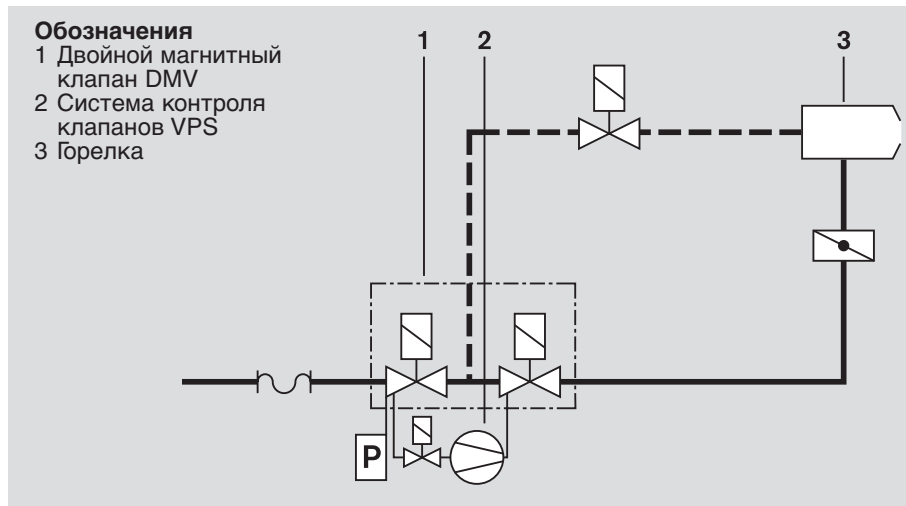 Обозначения
1 Двойной магнитный
клапан DMV
2 Система контроля
клапанов VPS
3 Горелка
1
2
3
P